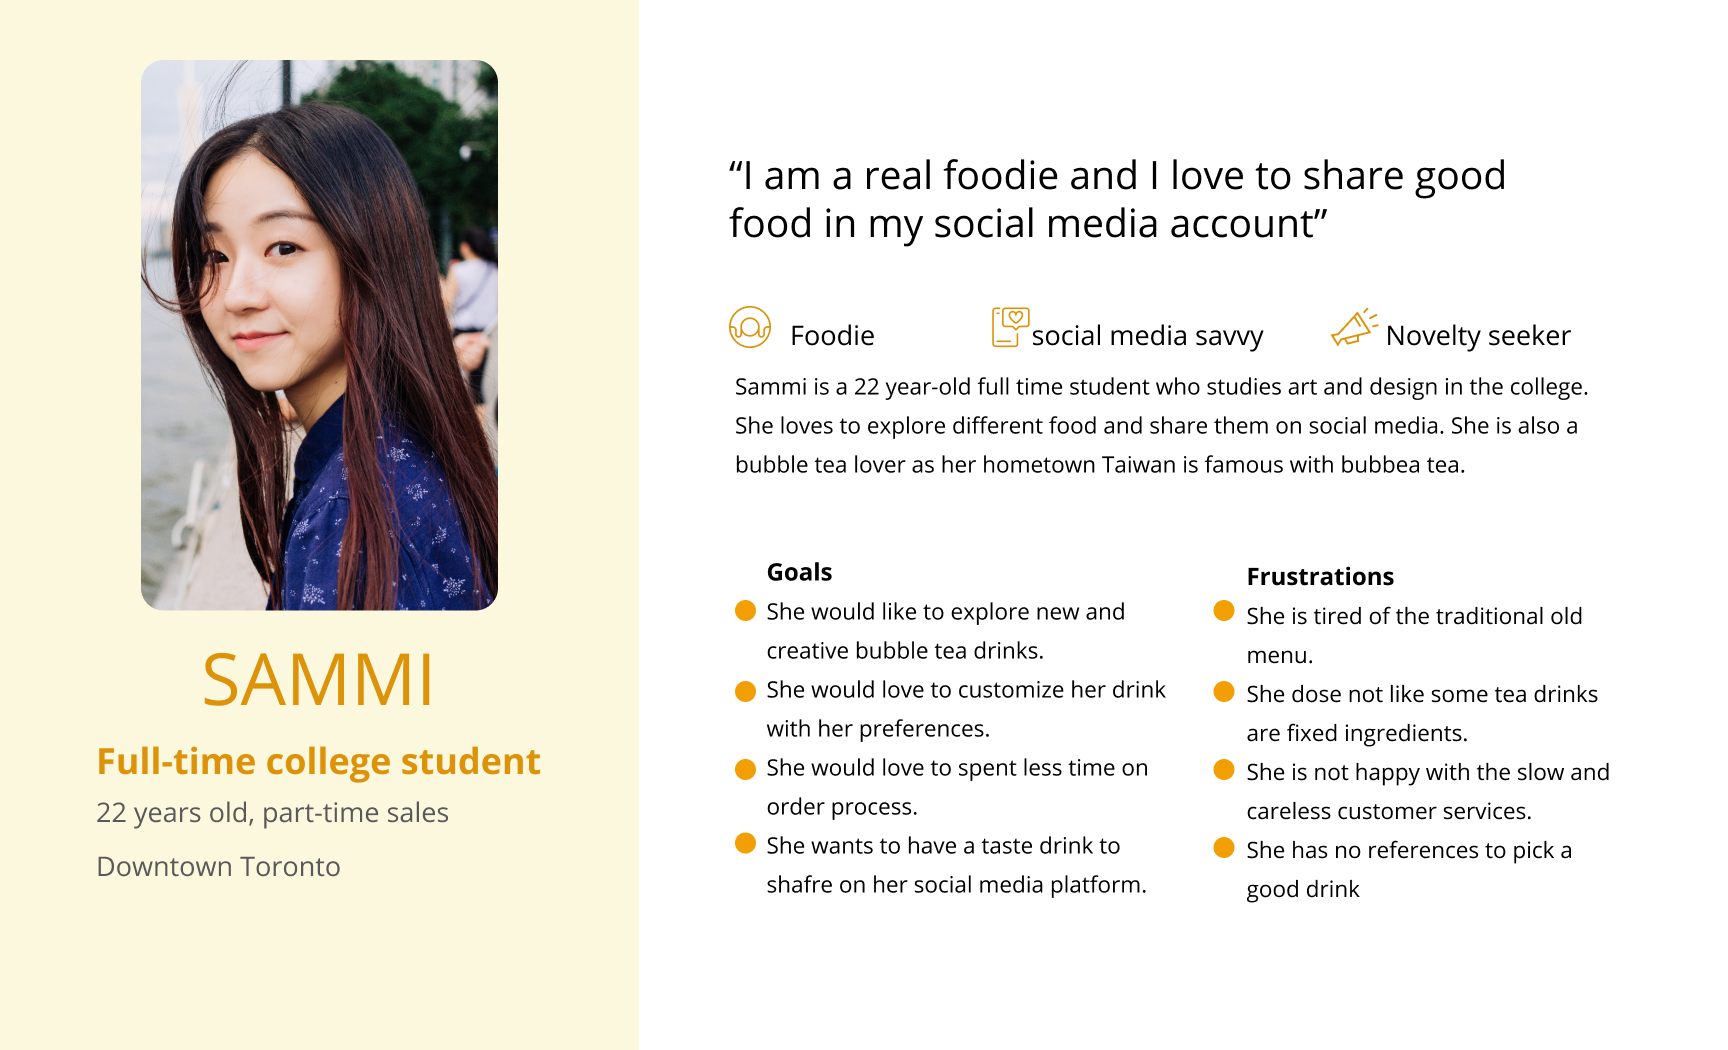 SAMMI
Full-time college student
22 years old, part-time sales
Downtown Toronto
“I am a real foodie and I love to share good
food in my social media account”
Foodie
social media savvy
Novelty seeker
Sammi is a 22 year-old full time student who studies art and design in the college.
She loves to explore different food and share them on social media. She is also a
bubble tea lover as her hometown Taiwan is famous with bubbea tea.
Goals
She would like to explore new and
creative bubble tea drinks.
She would love to customize her drink
with her preferences.
She would love to spent less time on
order process.
She wants to have a taste drink to
shafre on her social media platform.
Frustrations
She is tired of the traditional old
menu.
She dose not like some tea drinks
are fixed ingredients.
She is not happy with the slow and
careless customer services.
She has no references to pick a
good drink